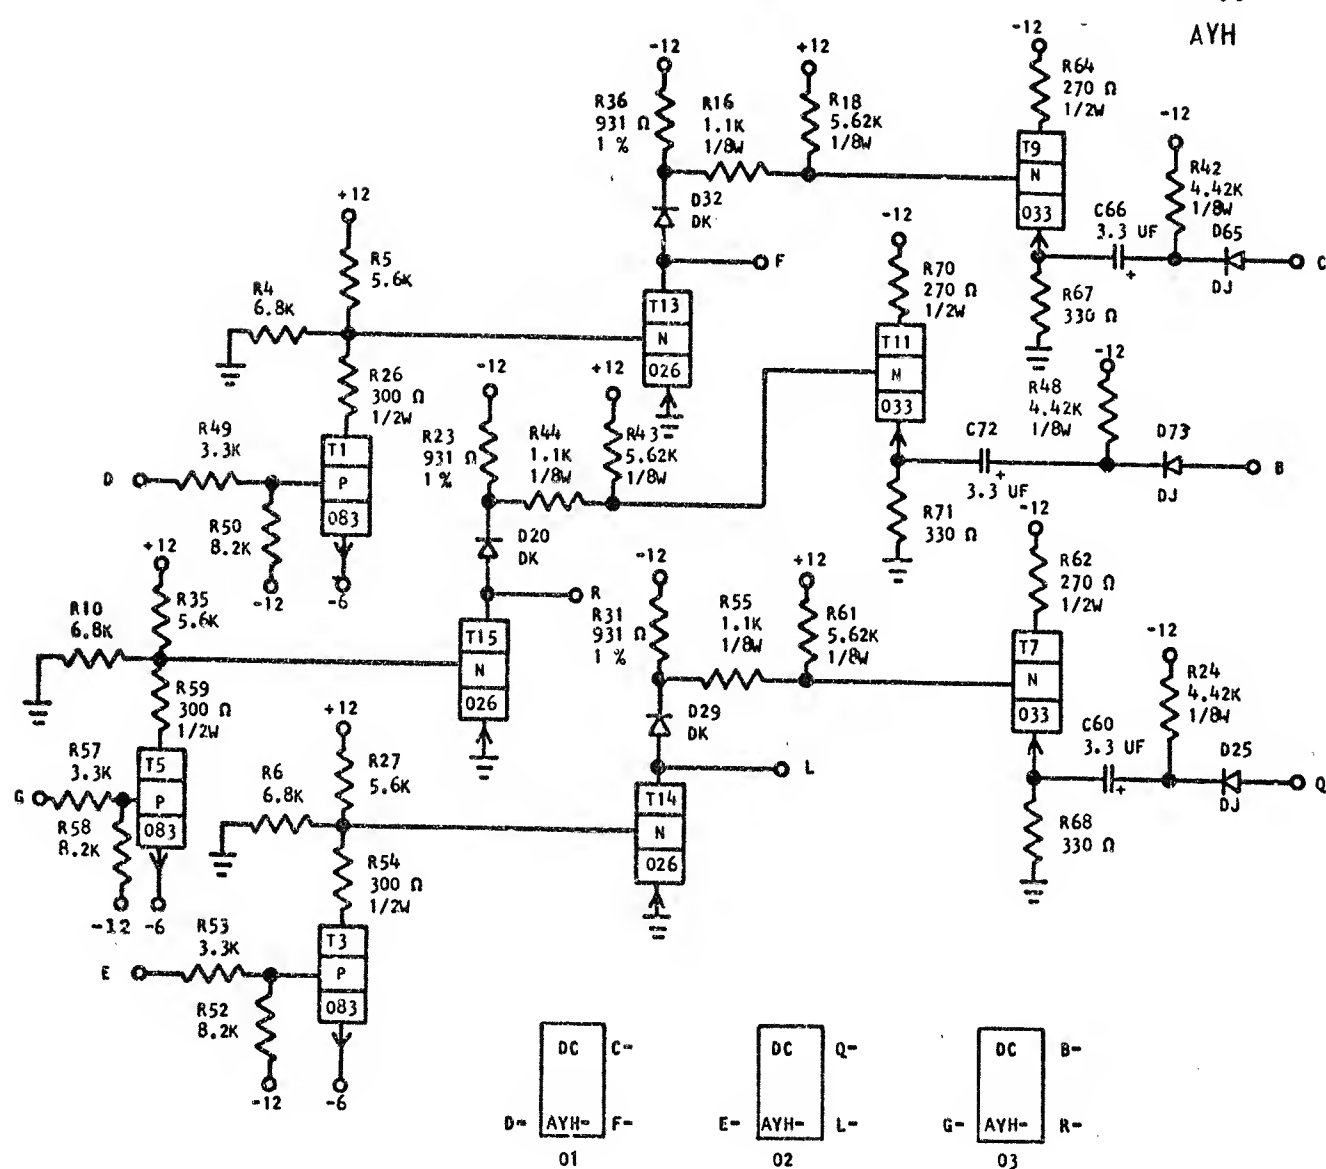 AYH
-12
R36
931 Ω
1 %
R16
1.1K
1/8W
+12
R18
5.62K
1/8W
-12
R64
270 Ω
1/2W
T9
N
033
-12
R42
4.42K
1/8W
C66
3.3 UF
+
D65
DJ
C
R67
330 Ω
D32
DK
F
T13
N
026
+12
R5
5.6K
R4
6.8K
R26
300 Ω
1/2W
R49
3.3K
D
T1
P
083
R50
8.2K
-12
-6
-12
R70
270 Ω
1/2W
T11
M
033
-12
R48
4.42K
1/8W
C72
3.3 UF
+
D73
DJ
B
R71
330 Ω
-12
R23
931 Ω
1 %
R44
1.1K
1/8W
+12
R43
5.62K
1/8W
D20
DK
R
T15
N
026
+12
R35
5.6K
R10
6.8K
R59
300 Ω
1/2W
R57
3.3K
G
T5
P
083
R58
8.2K
-12
-6
-12
R31
931 Ω
1 %
R55
1.1K
1/8W
+12
R61
5.62K
1/8W
-12
R62
270 Ω
1/2W
T7
N
033
-12
R24
4.42K
1/8W
C60
3.3 UF
+
D25
DJ
Q
R68
330 Ω
D29
DK
L
T14
N
026
+12
R27
5.6K
R6
6.8K
R54
300 Ω
1/2W
R53
3.3K
E
T3
P
083
R52
8.2K
-12
-6
DC C-
D- AYH- F-
01
DC Q-
E- AYH- L-
02
DC B-
G- AYH- R-
03